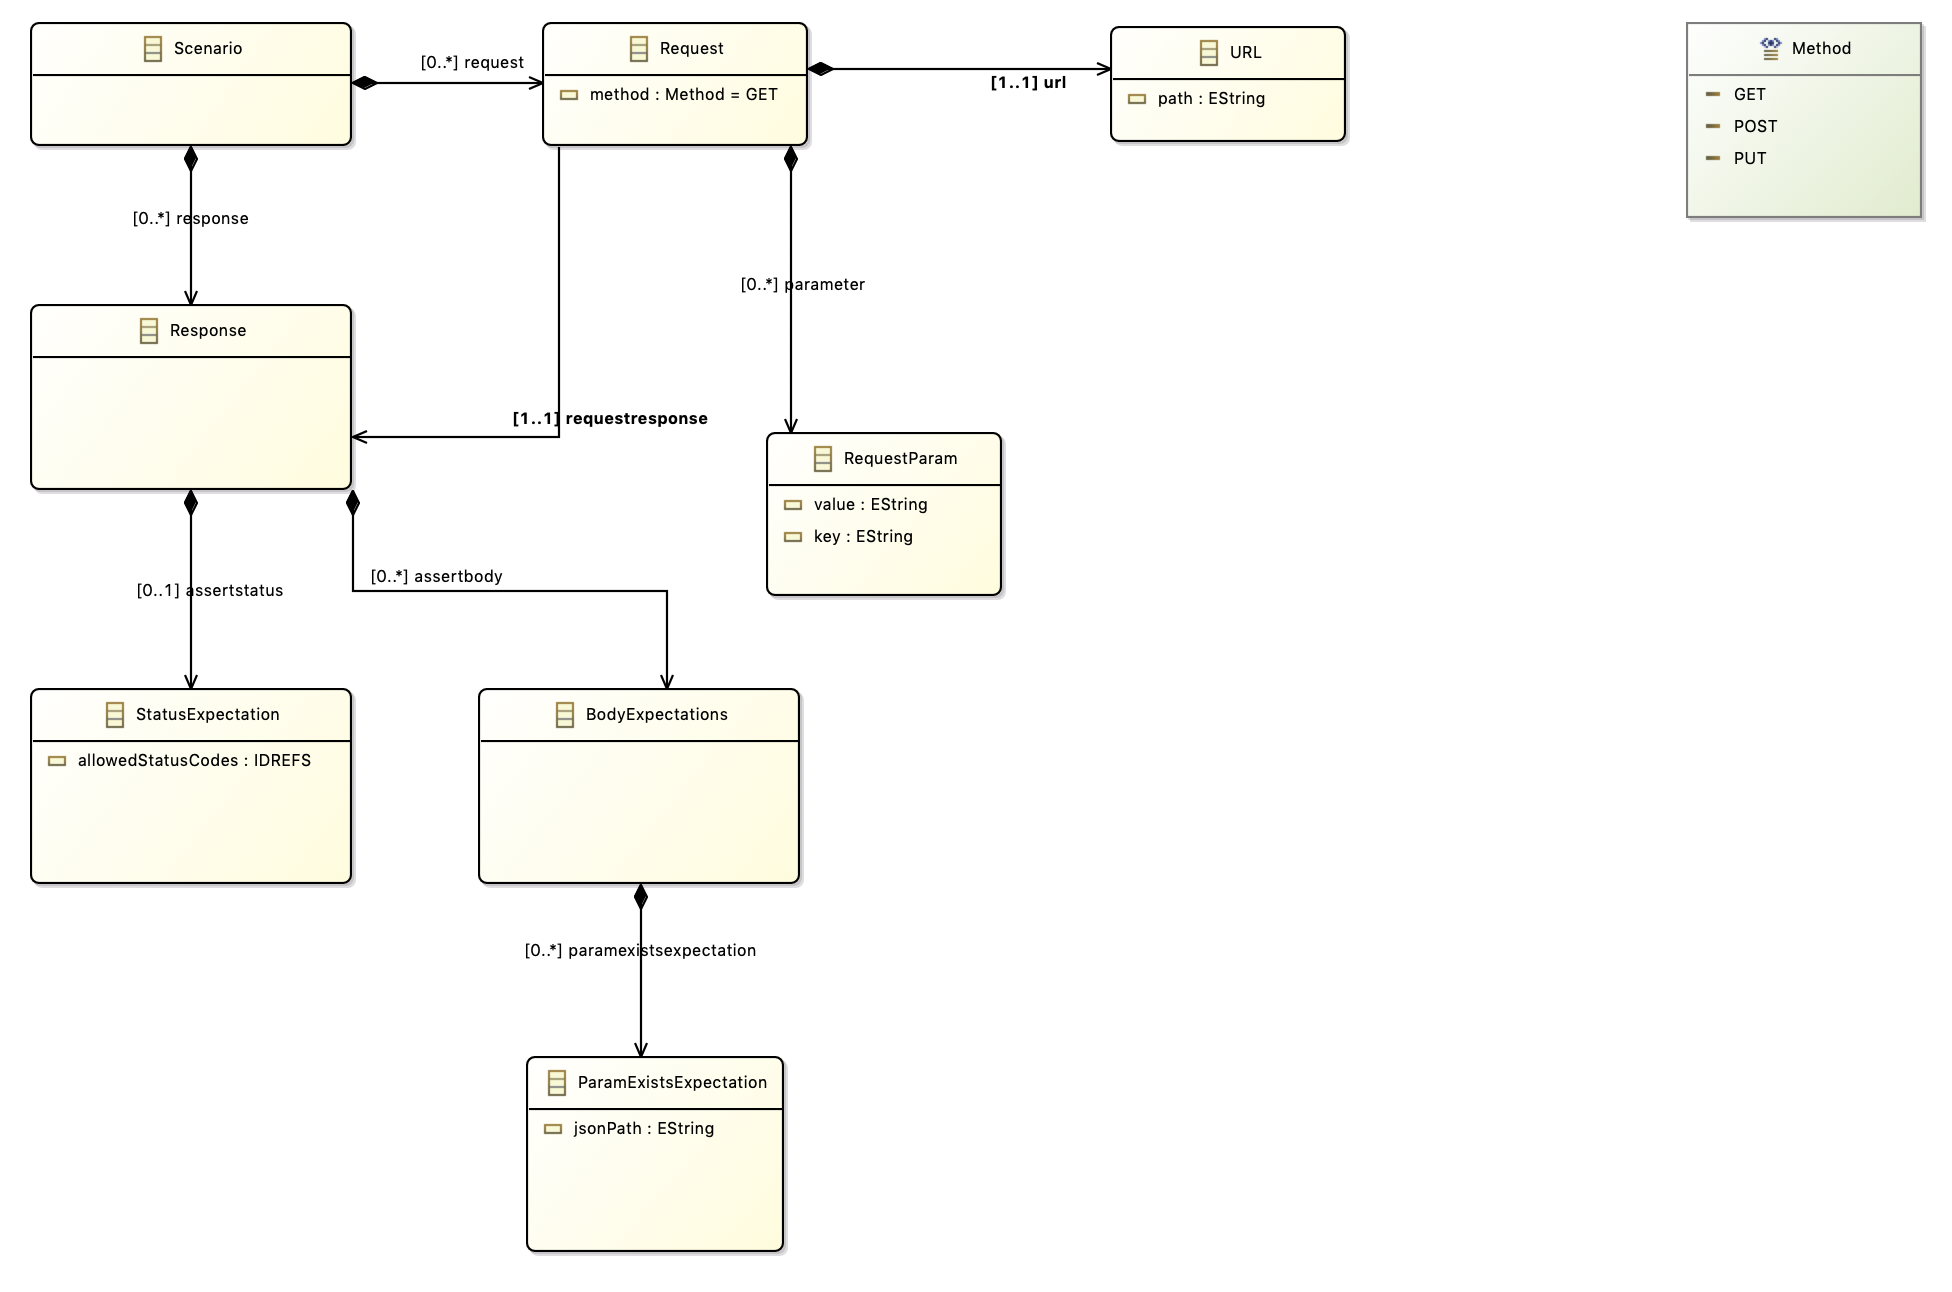 Scenario
[0..*] request
Request
method : Method = GET
[1..1] url
URL
path : EString
Method
GET
POST
PUT
[0..*] response
[0..*] parameter
Response
[1..1] requestresponse
RequestParam
value : EString
key : EString
[0..1] assertstatus
[0..*] assertbody
StatusExpectation
allowedStatusCodes : IDREFS
BodyExpectations
[0..*] paramexistsexpectation
ParamExistsExpectation
jsonPath : EString